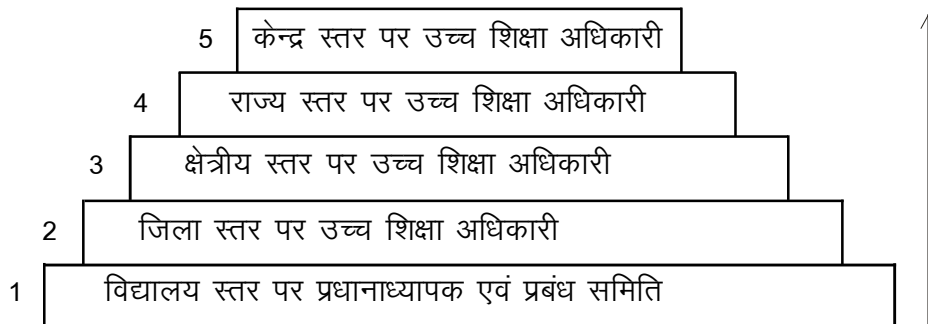 5 केन्द्र स्तर पर उच्च शिक्षा अधिकारी
4 राज्य स्तर पर उच्च शिक्षा अधिकारी
3 क्षेत्रीय स्तर पर उच्च शिक्षा अधिकारी
2 जिला स्तर पर उच्च शिक्षा अधिकारी
1 विद्यालय स्तर पर प्रधानाध्यापक एवं प्रबंध समिति